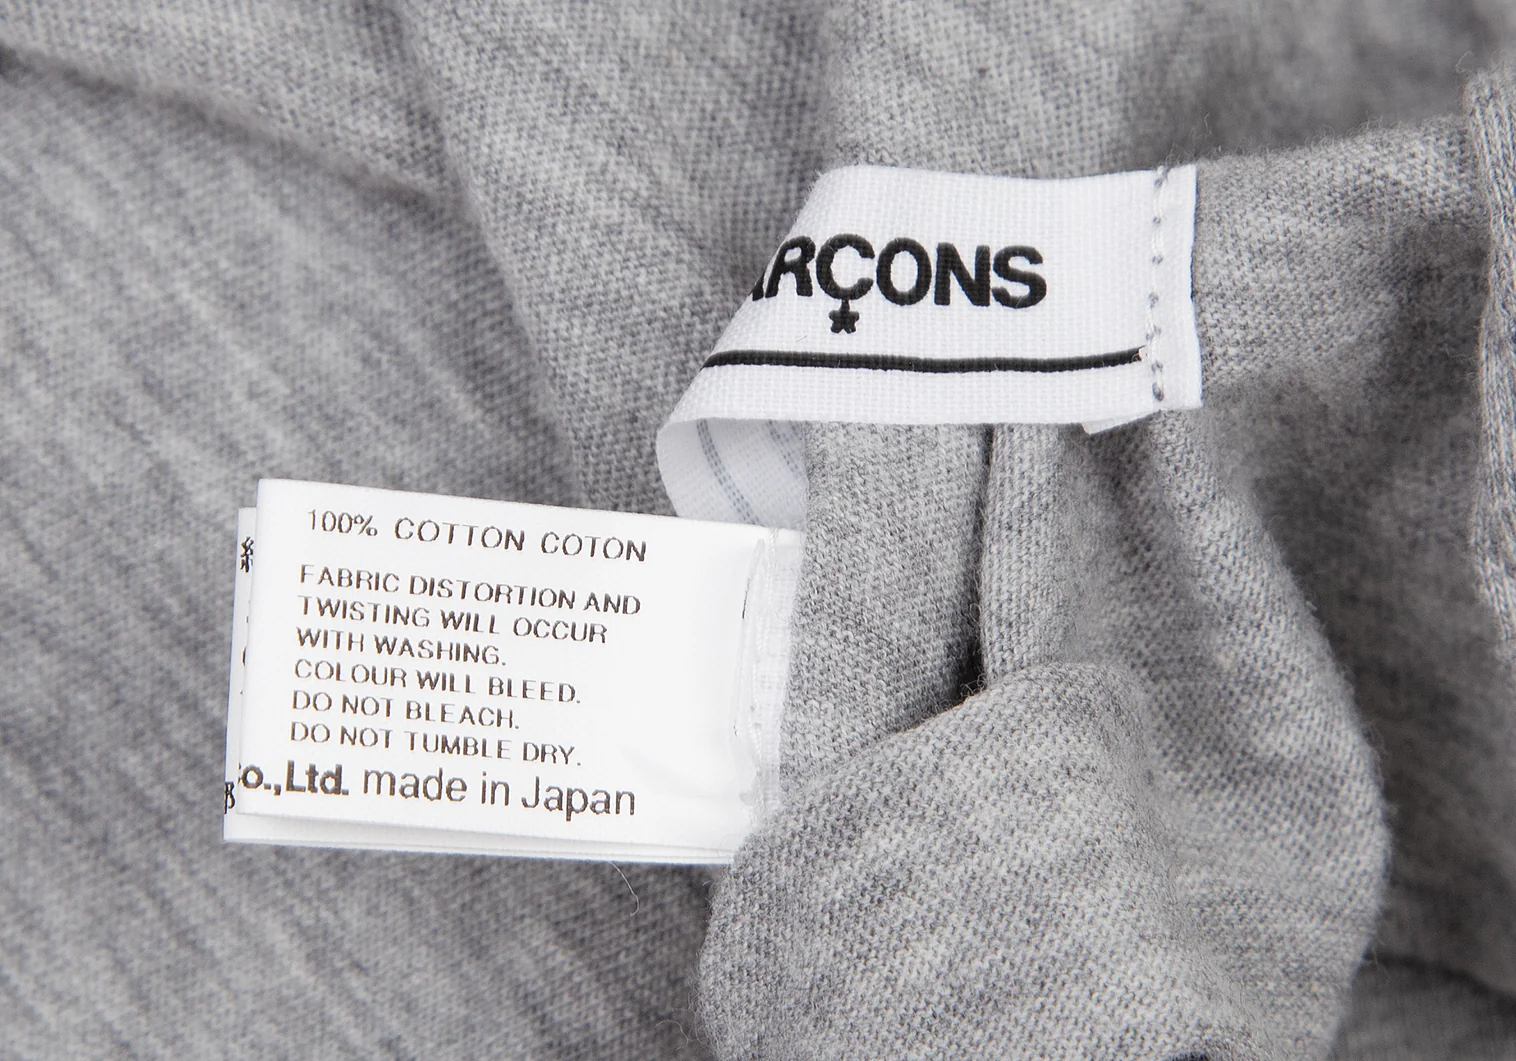 ARÇONS
100% COTTON COTON
FABRIC DISTORTION AND
TWISTING WILL OCCUR
WITH WASHING.
COLOUR WILL BLEED.
DO NOT BLEACH.
DO NOT TUMBLE DRY.
o.,Ltd. made in Japan